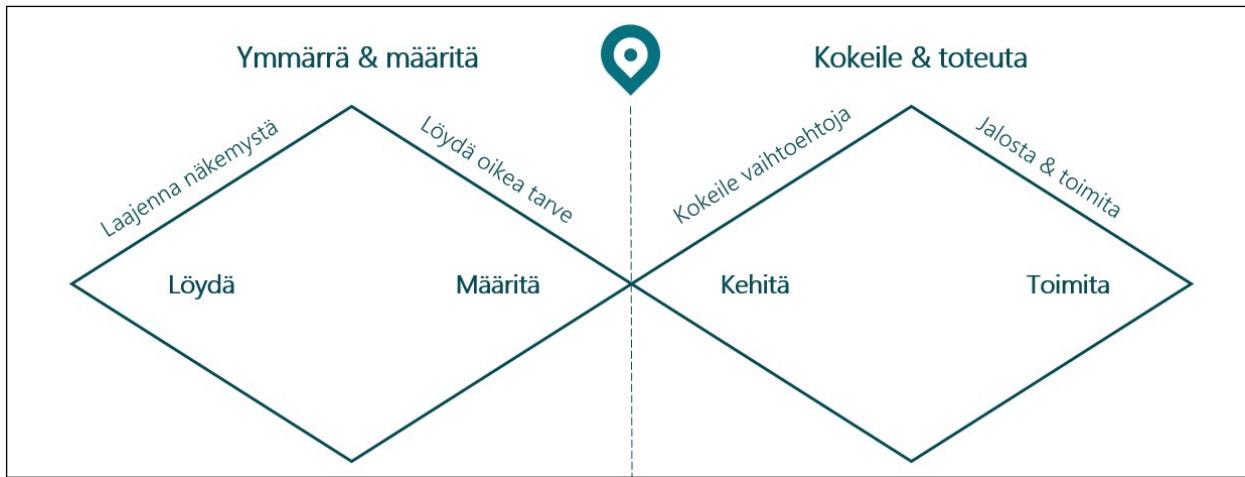 Ymmärrä & määritä
Kokeile & toteuta
Laajenna näkemystä
Löydä oikea tarve
Kokeile vaihtoehtoja
Jalosta & toimita
Löydä
Määritä
Kehitä
Toimita